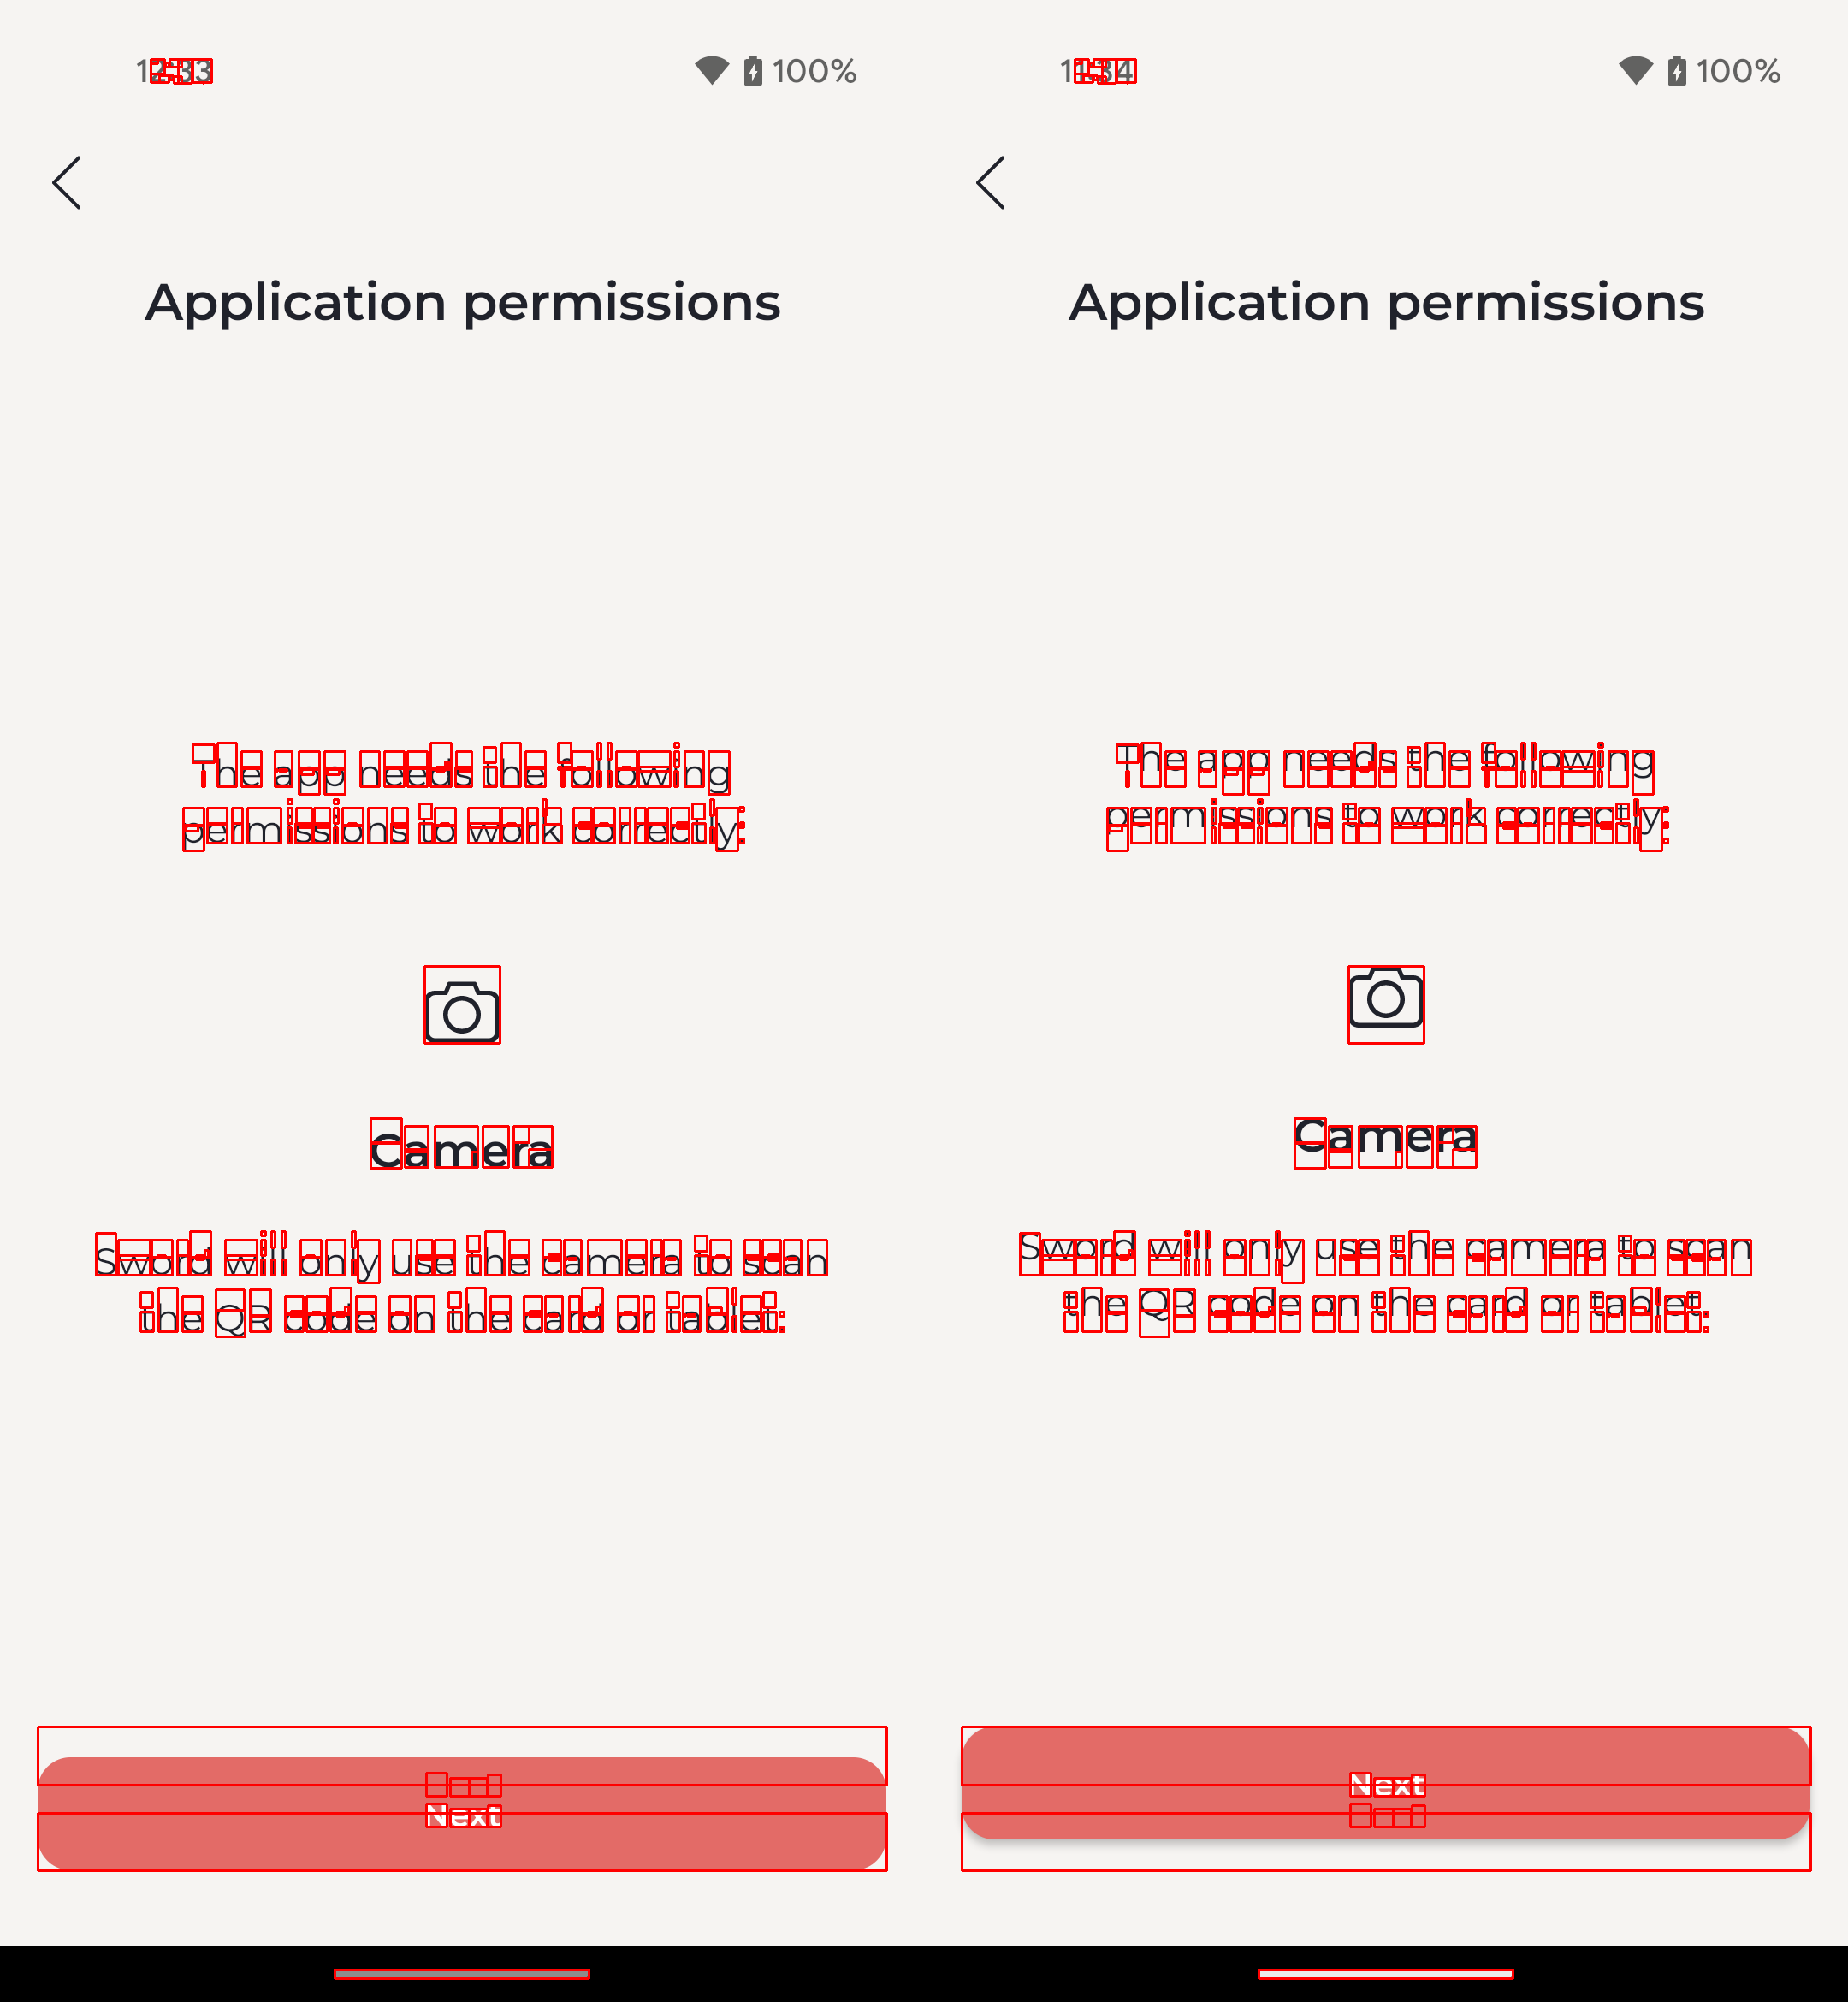 12:33
100%
Application permissions
The app needs the following
permissions to work correctly:
Camera
Sword will only use the camera to scan
the QR code on the card or tablet.
Next
100%
Application permissions
The app needs the following
permissions to work correctly:
Camera
Sword will only use the camera to scan
the QR code on the card or tablet.
Next